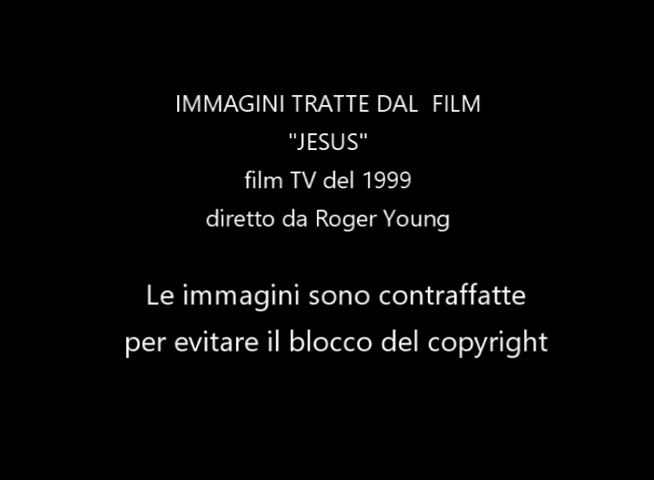 IMMAGINI TRATTE DAL  FILM
"JESUS"
film TV del 1999
diretto da Roger Young
Le immagini sono contraffatte
per evitare il blocco del copyright